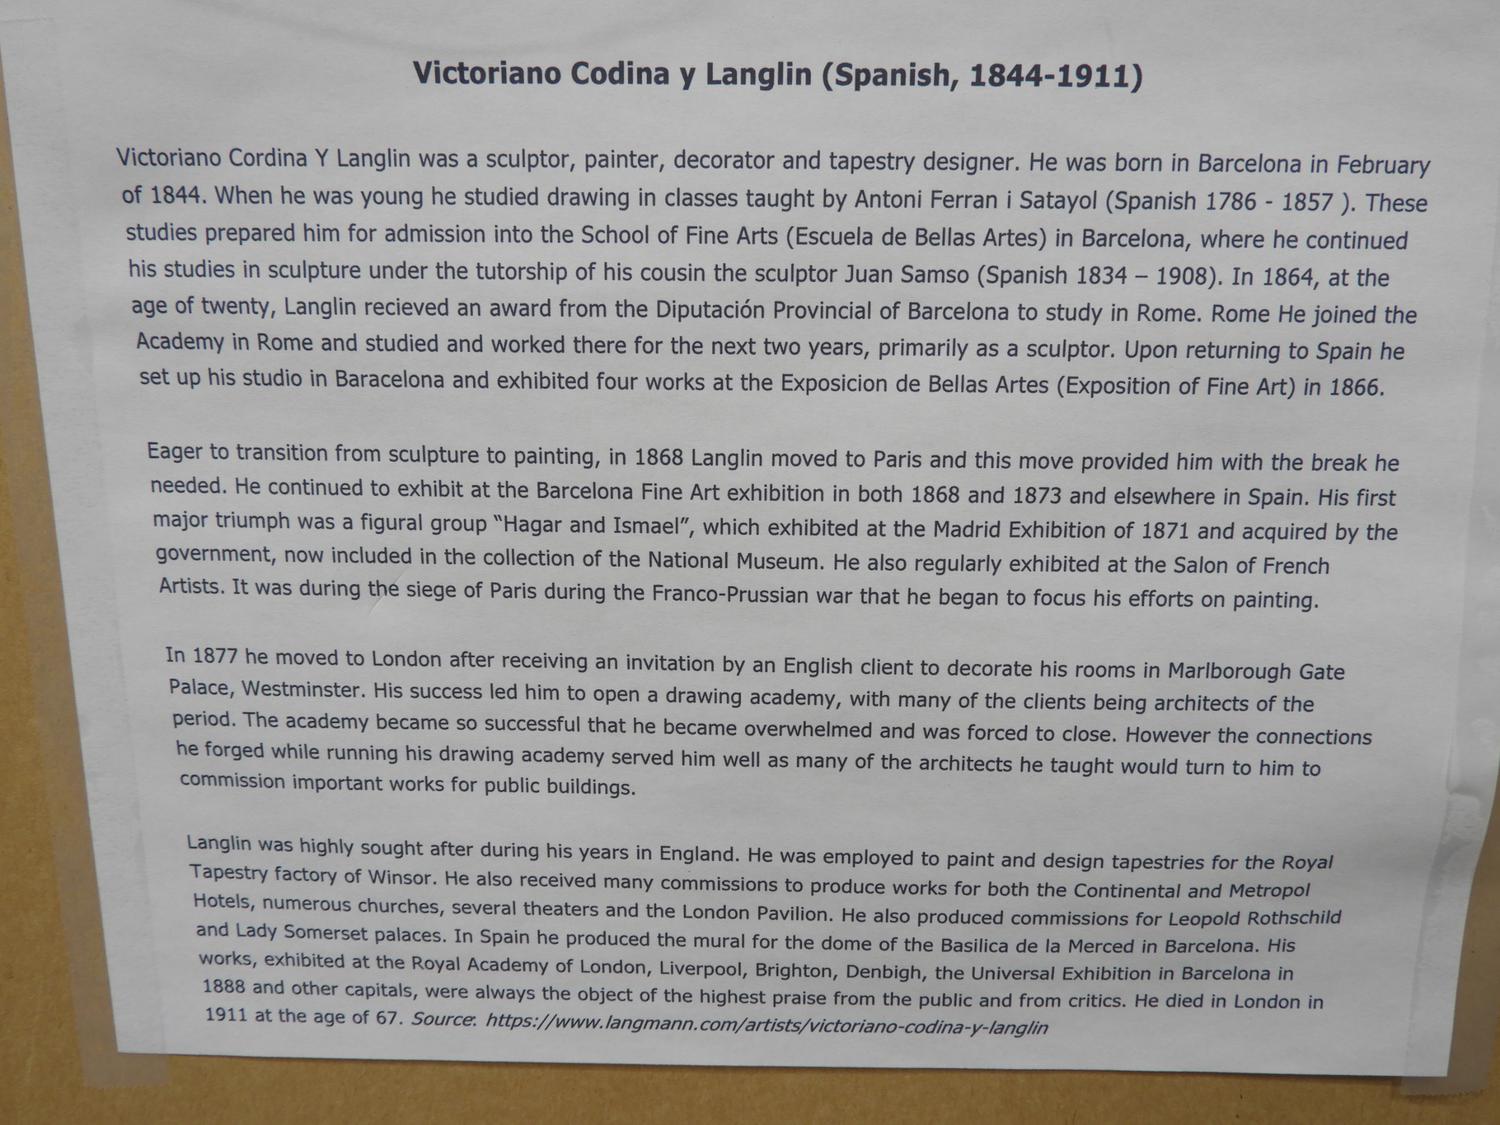 Victoriano Codina y Langlin (Spanish, 1844-1911)
Victoriano Cordina Y Langlin was a sculptor, painter, decorator and tapestry designer. He was born in Barcelona in February
of 1844. When he was young he studied drawing in classes taught by Antoni Ferran i Satayol (Spanish 1786 - 1857 ). These
studies prepared him for admission into the School of Fine Arts (Escuela de Bellas Artes) in Barcelona, where he continued
his studies in sculpture under the tutorship of his cousin the sculptor Juan Samso (Spanish 1834 – 1908). In 1864, at the
age of twenty, Langlin recieved an award from the Diputación Provincial of Barcelona to study in Rome. Rome He joined the
Academy in Rome and studied and worked there for the next two years, primarily as a sculptor. Upon returning to Spain he
set up his studio in Baracelona and exhibited four works at the Exposicion de Bellas Artes (Exposition of Fine Art) in 1866.
Eager to transition from sculpture to painting, in 1868 Langlin moved to Paris and this move provided him with the break he
needed. He continued to exhibit at the Barcelona Fine Art exhibition in both 1868 and 1873 and elsewhere in Spain. His first
major triumph was a figural group “Hagar and Ismael”, which exhibited at the Madrid Exhibition of 1871 and acquired by the
government, now included in the collection of the National Museum. He also regularly exhibited at the Salon of French
Artists. It was during the siege of Paris during the Franco-Prussian war that he began to focus his efforts on painting.
In 1877 he moved to London after receiving an invitation by an English client to decorate his rooms in Marlborough Gate
Palace, Westminster. His success led him to open a drawing academy, with many of the clients being architects of the
period. The academy became so successful that he became overwhelmed and was forced to close. However the connections
he forged while running his drawing academy served him well as many of the architects he taught would turn to him to
commission important works for public buildings.
Langlin was highly sought after during his years in England. He was employed to paint and design tapestries for the Royal
Tapestry factory of Winsor. He also received many commissions to produce works for both the Continental and Metropol
Hotels, numerous churches, several theaters and the London Pavilion. He also produced commissions for Leopold Rothschild
and Lady Somerset palaces. In Spain he produced the mural for the dome of the Basilica de la Merced in Barcelona. His
works, exhibited at the Royal Academy of London, Liverpool, Brighton, Denbigh, the Universal Exhibition in Barcelona in
1888 and other capitals, were always the object of the highest praise from the public and from critics. He died in London in
1911 at the age of 67. Source: https://www.langmann.com/artists/victoriano-codina-y-langlin